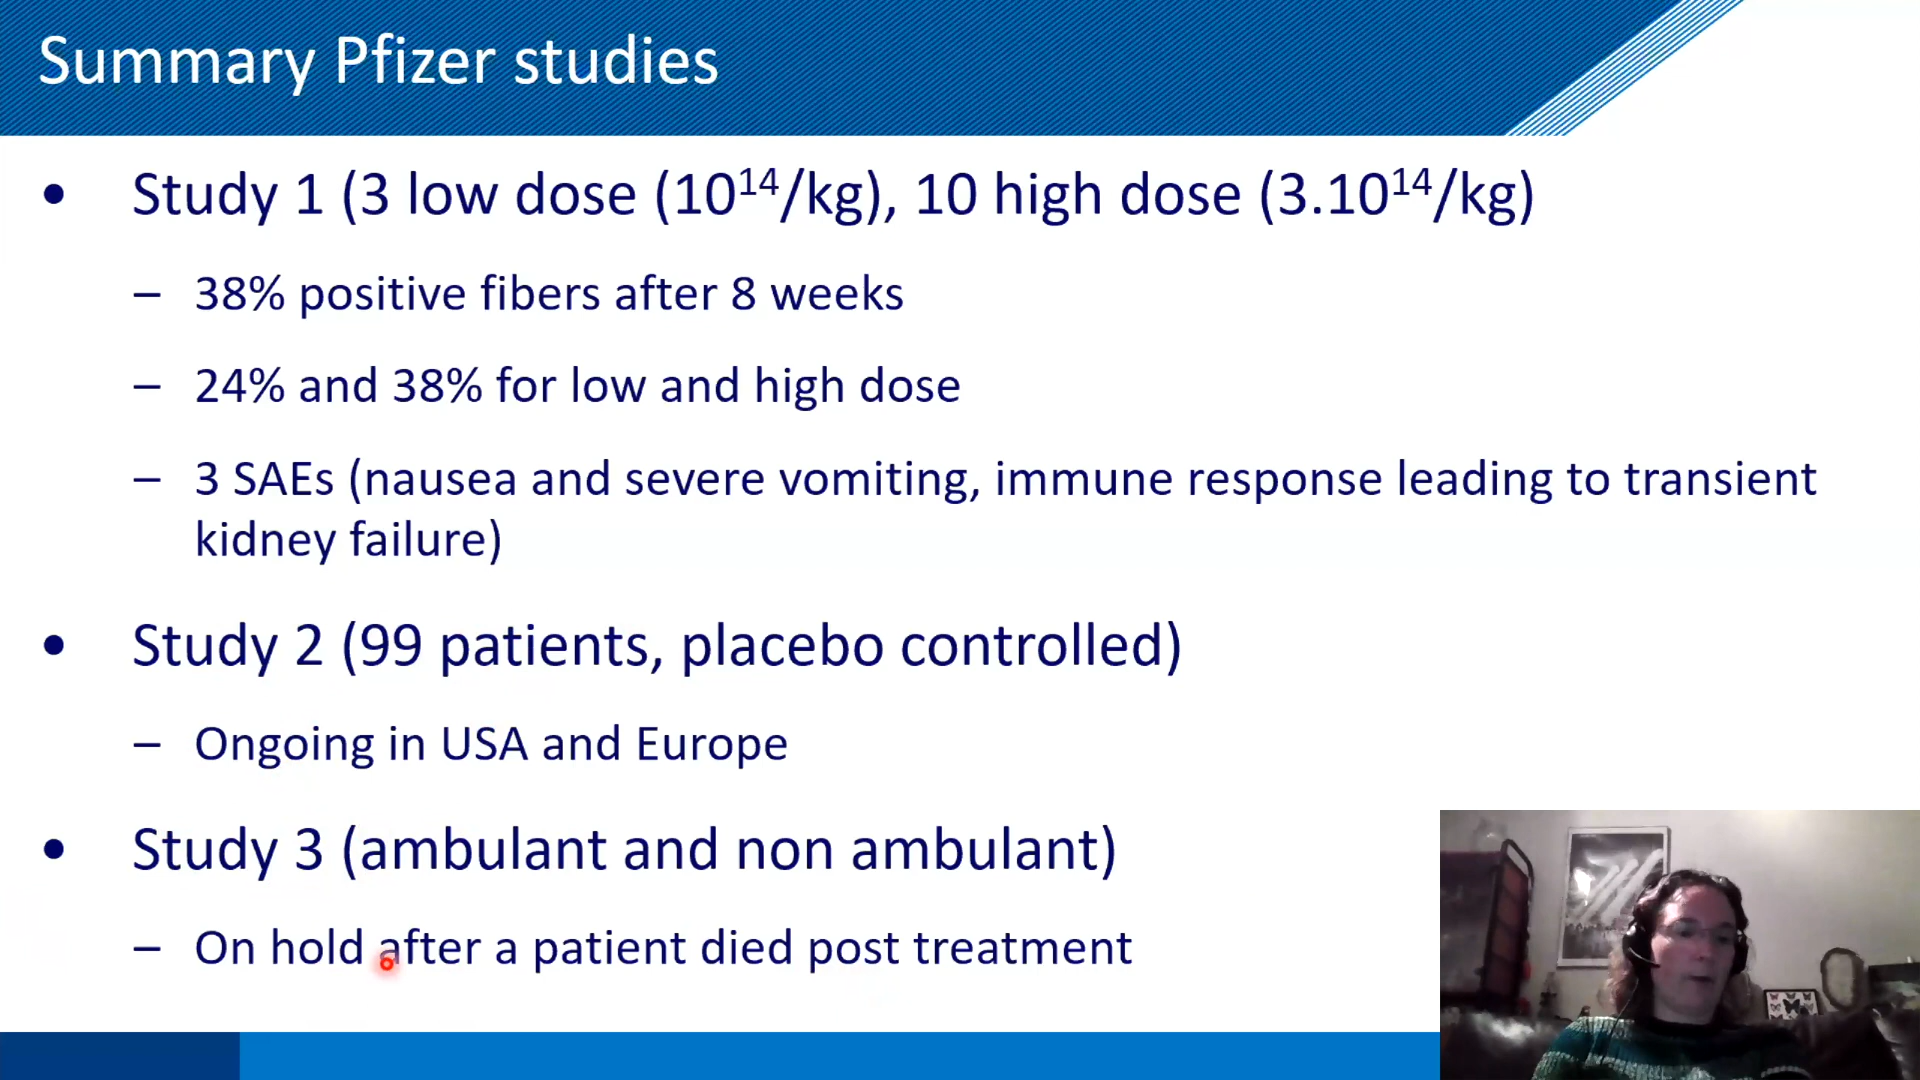 Summary Pfizer studies
• Study 1 (3 low dose (10¹⁴/kg), 10 high dose (3.10¹⁴/kg)
– 38% positive fibers after 8 weeks
– 24% and 38% for low and high dose
– 3 SAEs (nausea and severe vomiting, immune response leading to transient
kidney failure)
• Study 2 (99 patients, placebo controlled)
– Ongoing in USA and Europe
• Study 3 (ambulant and non ambulant)
– On hold after a patient died post treatment